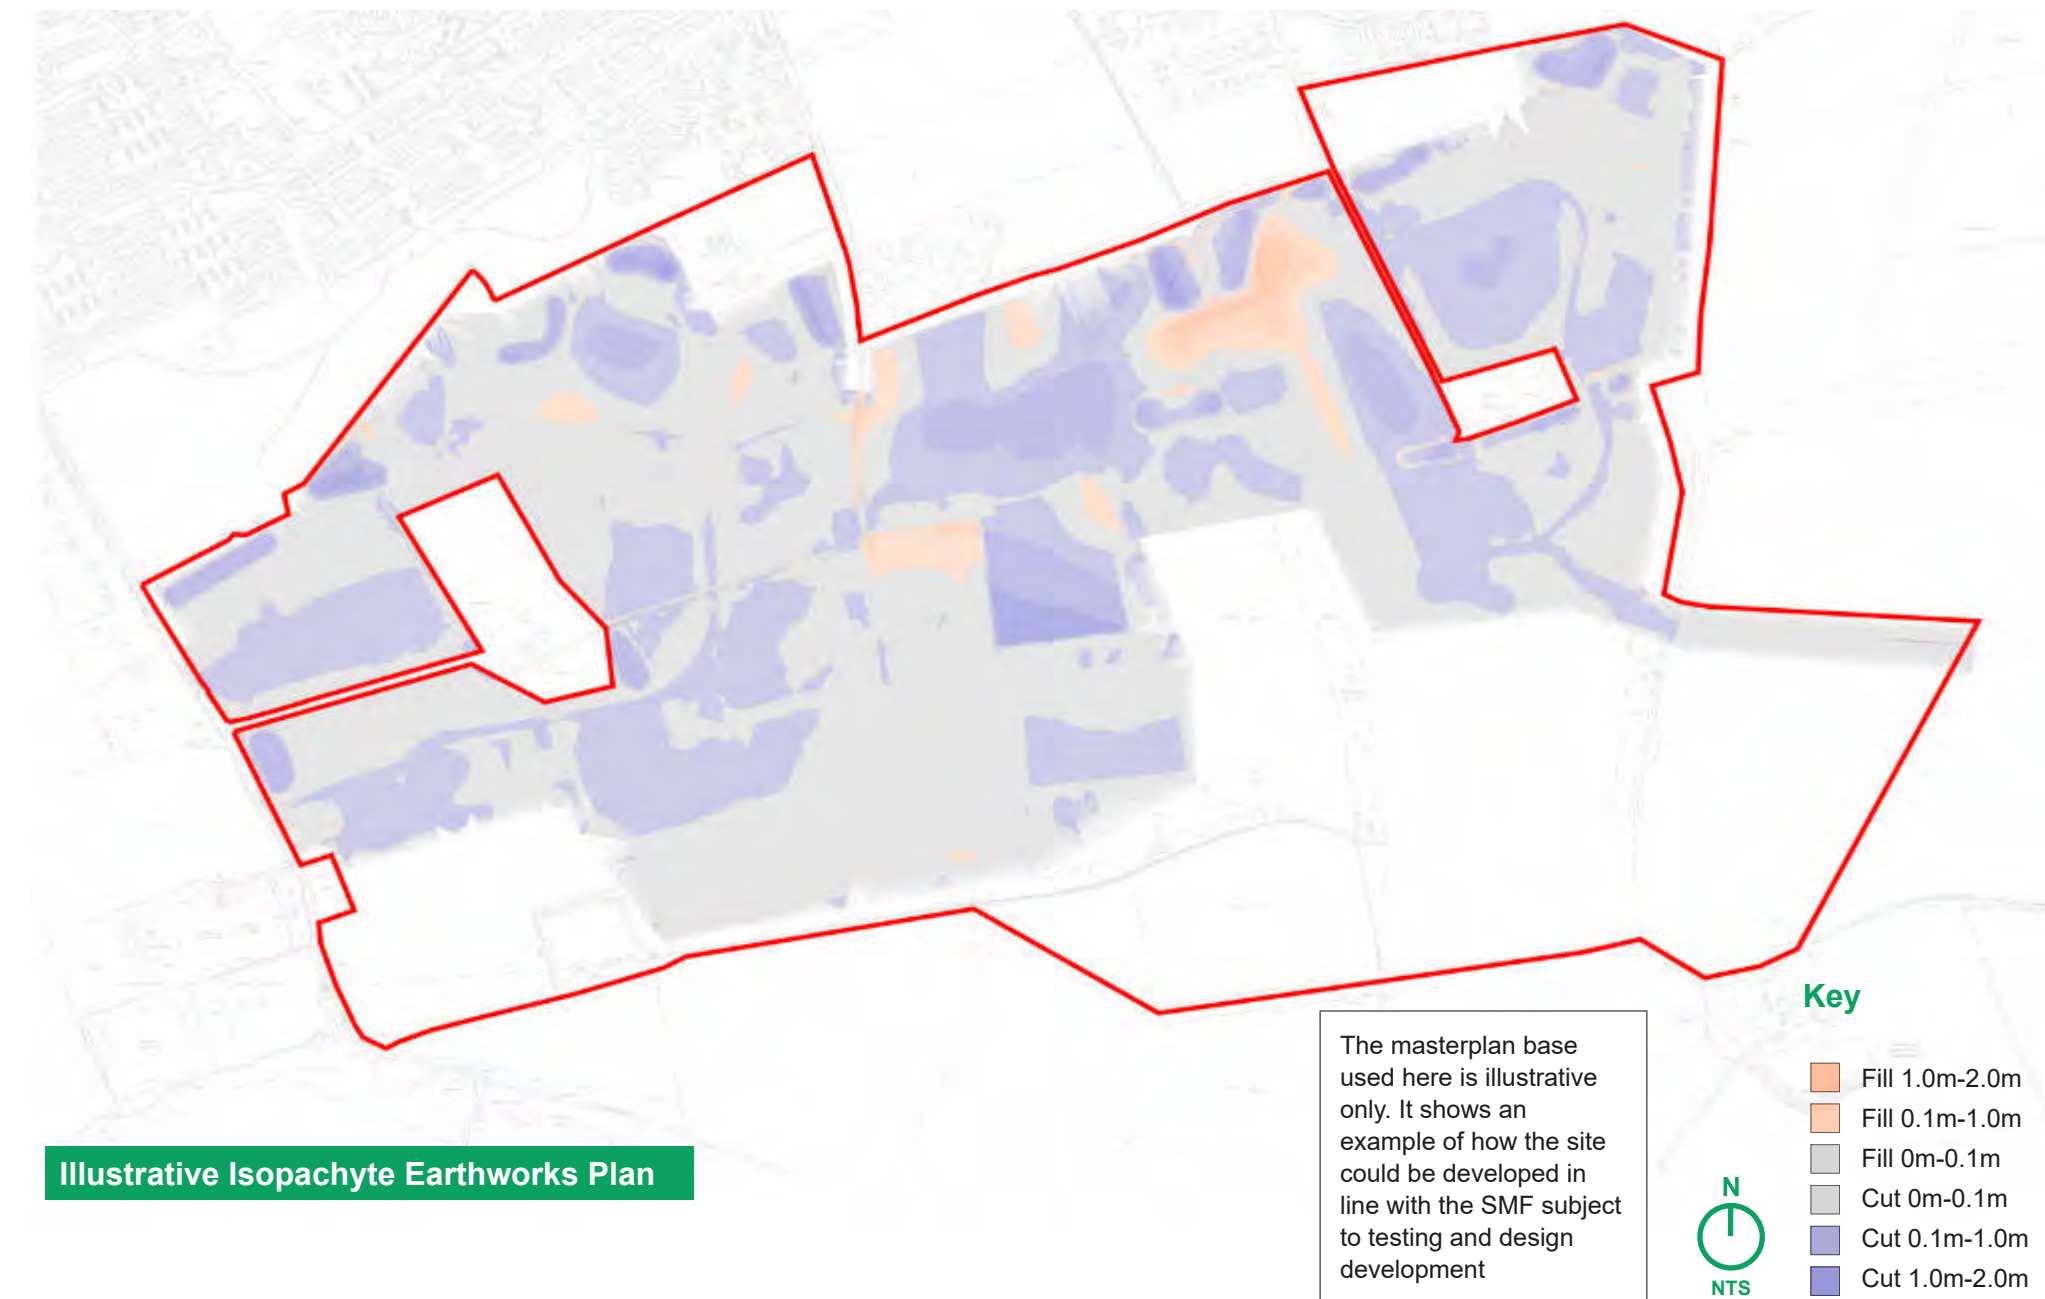 Illustrative Isopachyte Earthworks Plan
The masterplan base
used here is illustrative
only. It shows an
example of how the site
could be developed in
line with the SMF subject
to testing and design
development
N
NTS
Key
Fill 1.0m-2.0m
Fill 0.1m-1.0m
Fill 0m-0.1m
Cut 0m-0.1m
Cut 0.1m-1.0m
Cut 1.0m-2.0m